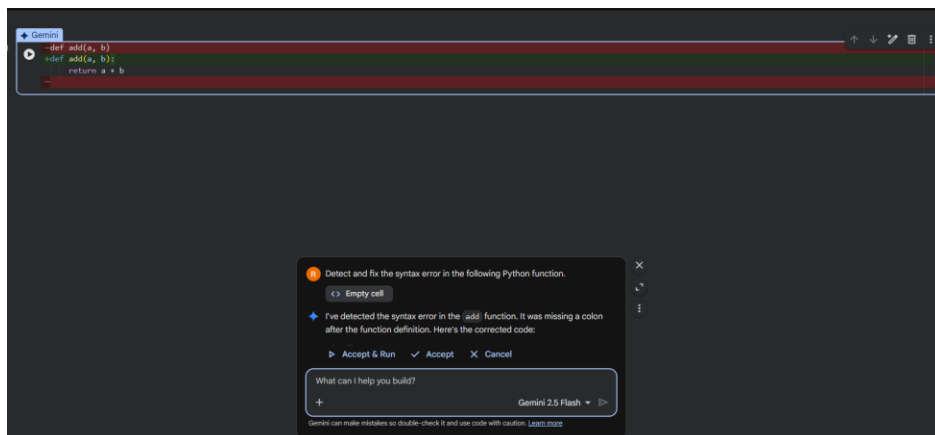 Gemini
-def add(a, b)
+def add(a, b):
return a + b
-
Detect and fix the syntax error in the following Python function.
<> Empty cell
I've detected the syntax error in the add function. It was missing a colon
after the function definition. Here's the corrected code:
Accept & Run Accept Cancel
What can I help you build?
+ Gemini 2.5 Flash
Gemini can make mistakes so double-check it and use code with caution. Learn more